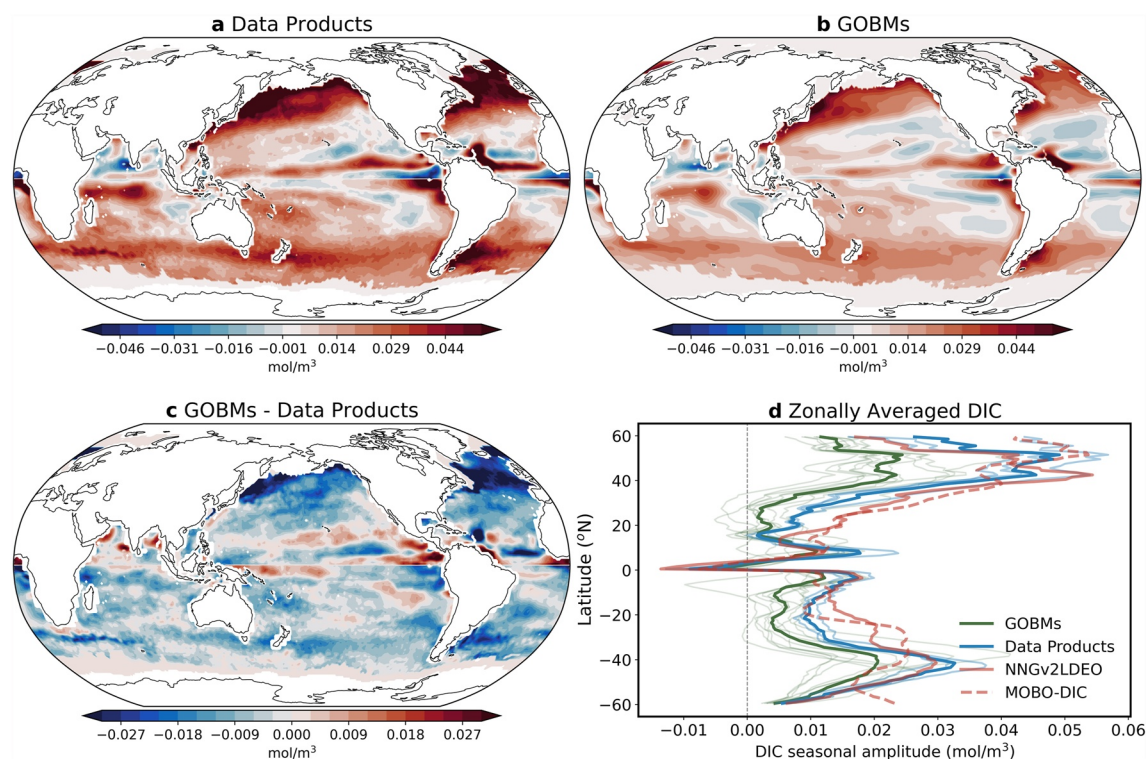 a Data Products
b GOBMs
−0.046 −0.031 −0.016 −0.001 0.014 0.029 0.044
mol/m³
−0.046 −0.031 −0.016 −0.001 0.014 0.029 0.044
mol/m³
c GOBMs - Data Products
−0.027 −0.018 −0.009 0.000 0.009 0.018 0.027
mol/m³
d Zonally Averaged DIC
Latitude (°N)
60
40
20
0
−20
−40
−60
GOBMs
Data Products
NNGv2LDEO
MOBO-DIC
−0.01 0.00 0.01 0.02 0.03 0.04 0.05 0.06
DIC seasonal amplitude (mol/m³)